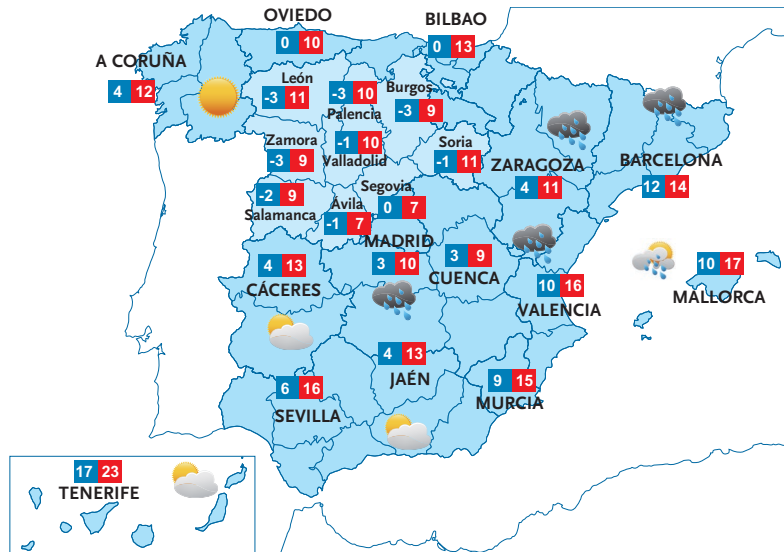 OVIEDO
0 10
BILBAO
0 13
A CORUÑA
4 12
León
-3 11
-3 10
Palencia
Burgos
-3 9
Zamora
-3 9
-1 10
Valladolid
Soria
-1 11
ZARAGOZA
4 11
BARCELONA
12 14
-2 9
Salamanca
Ávila
-1 7
Segovia
0 7
MADRID
3 10
3 9
CUENCA
4 13
CÁCERES
10 16
VALENCIA
10 17
MALLORCA
4 13
JAÉN
6 16
SEVILLA
9 15
MURCIA
17 23
TENERIFE